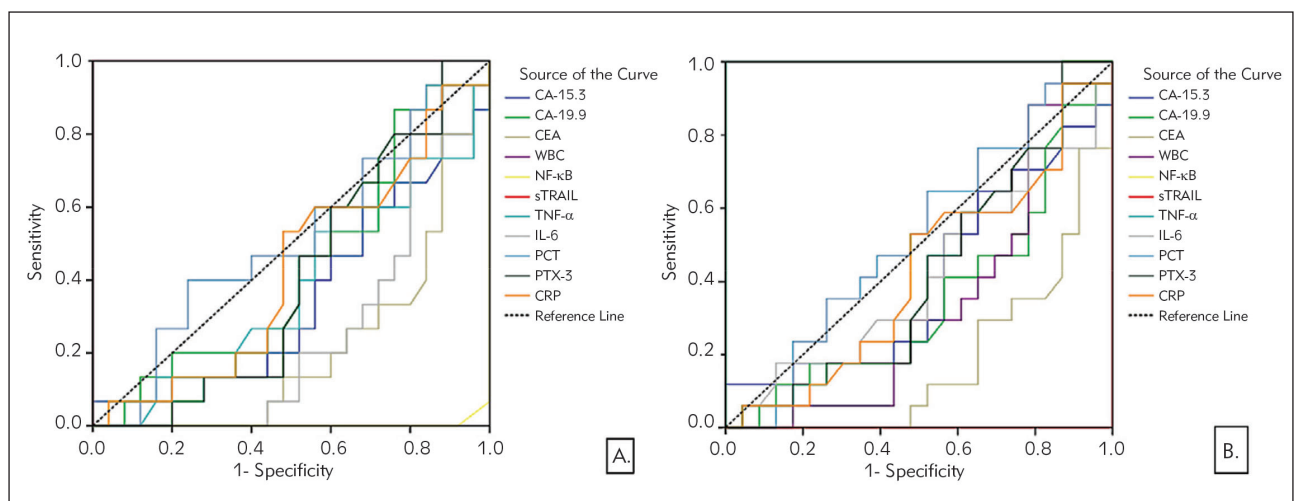 1.0
0.8
0.6
0.4
0.2
0.0
Sensitivity
0.0 0.2 0.4 0.6 0.8 1.0
1- Specificity
Source of the Curve
CA-15.3
CA-19.9
CEA
WBC
NF-κB
sTRAIL
TNF-α
IL-6
PCT
PTX-3
CRP
Reference Line
A.
1.0
0.8
0.6
0.4
0.2
0.0
Sensitivity
0.0 0.2 0.4 0.6 0.8 1.0
1- Specificity
Source of the Curve
CA-15.3
CA-19.9
CEA
WBC
NF-κB
sTRAIL
TNF-α
IL-6
PCT
PTX-3
CRP
Reference Line
B.